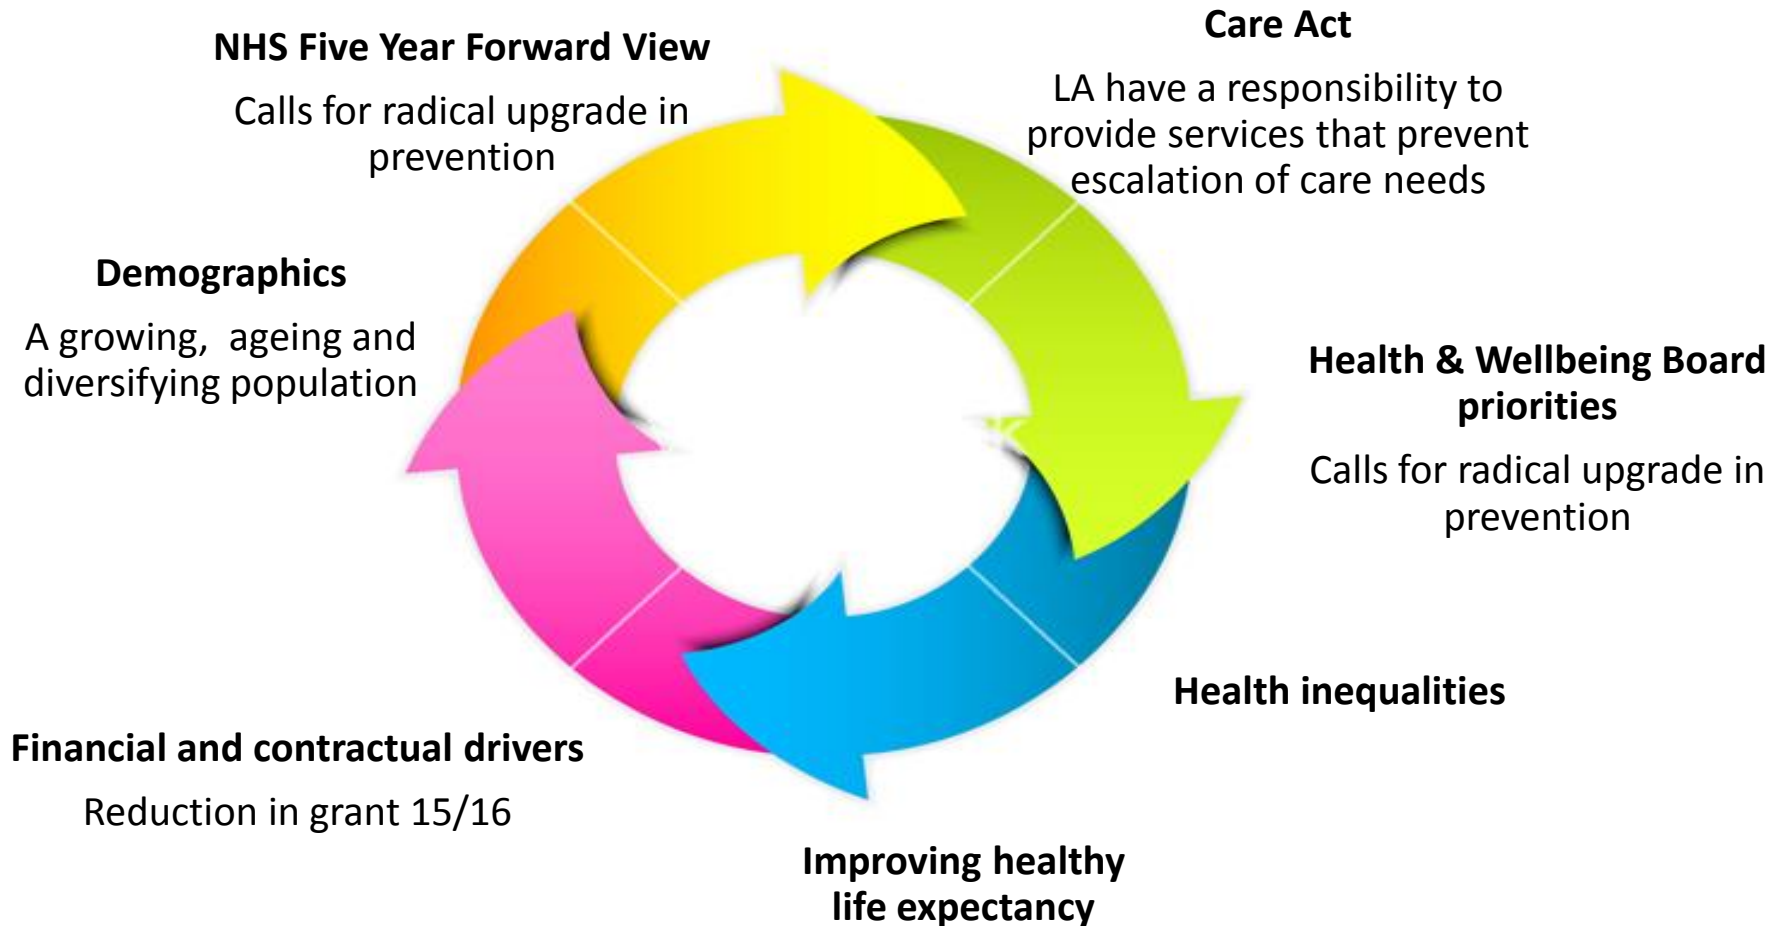 NHS Five Year Forward View
Calls for radical upgrade in
prevention
Care Act
LA have a responsibility to
provide services that prevent
escalation of care needs
Demographics
A growing, ageing and
diversifying population
Health & Wellbeing Board
priorities
Calls for radical upgrade in
prevention
Health inequalities
Financial and contractual drivers
Reduction in grant 15/16
Improving healthy
life expectancy